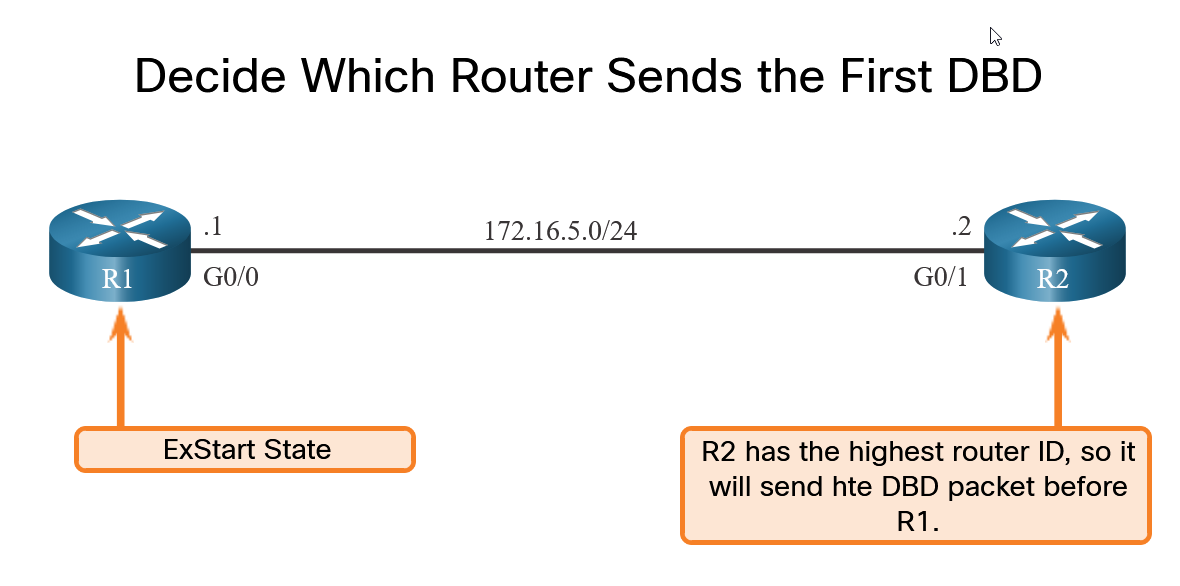 Decide Which Router Sends the First DBD
.1
172.16.5.0/24
.2
R1
G0/0
G0/1
R2
ExStart State
R2 has the highest router ID, so it
will send hte DBD packet before
R1.